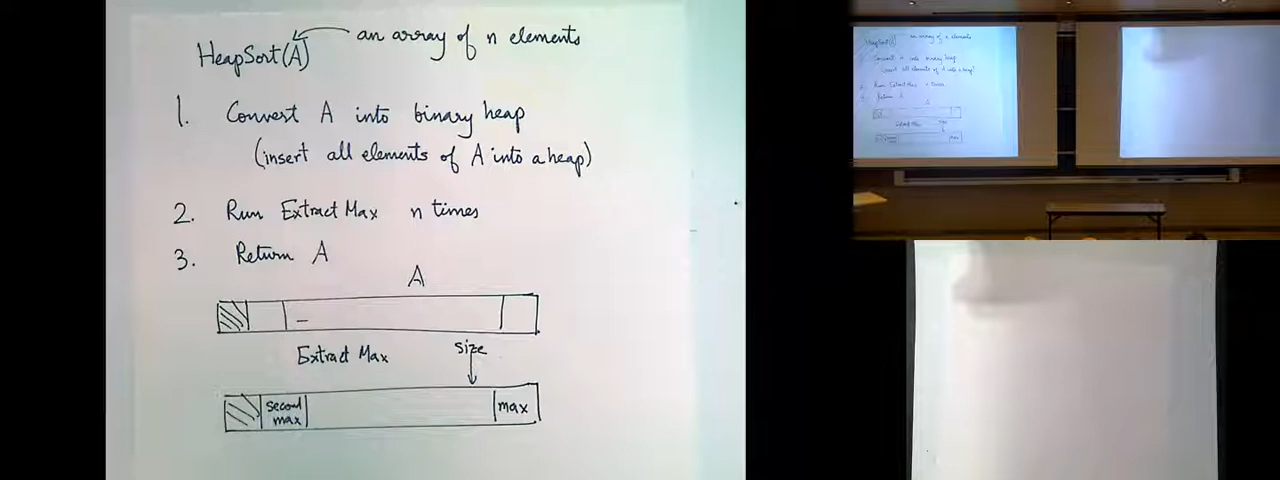 an array of n elements
HeapSort(A)
1. Convert A into binary heap
(insert all elements of A into a heap)
2. Run Extract Max n times
3. Return A
A
Extract Max size
second max max